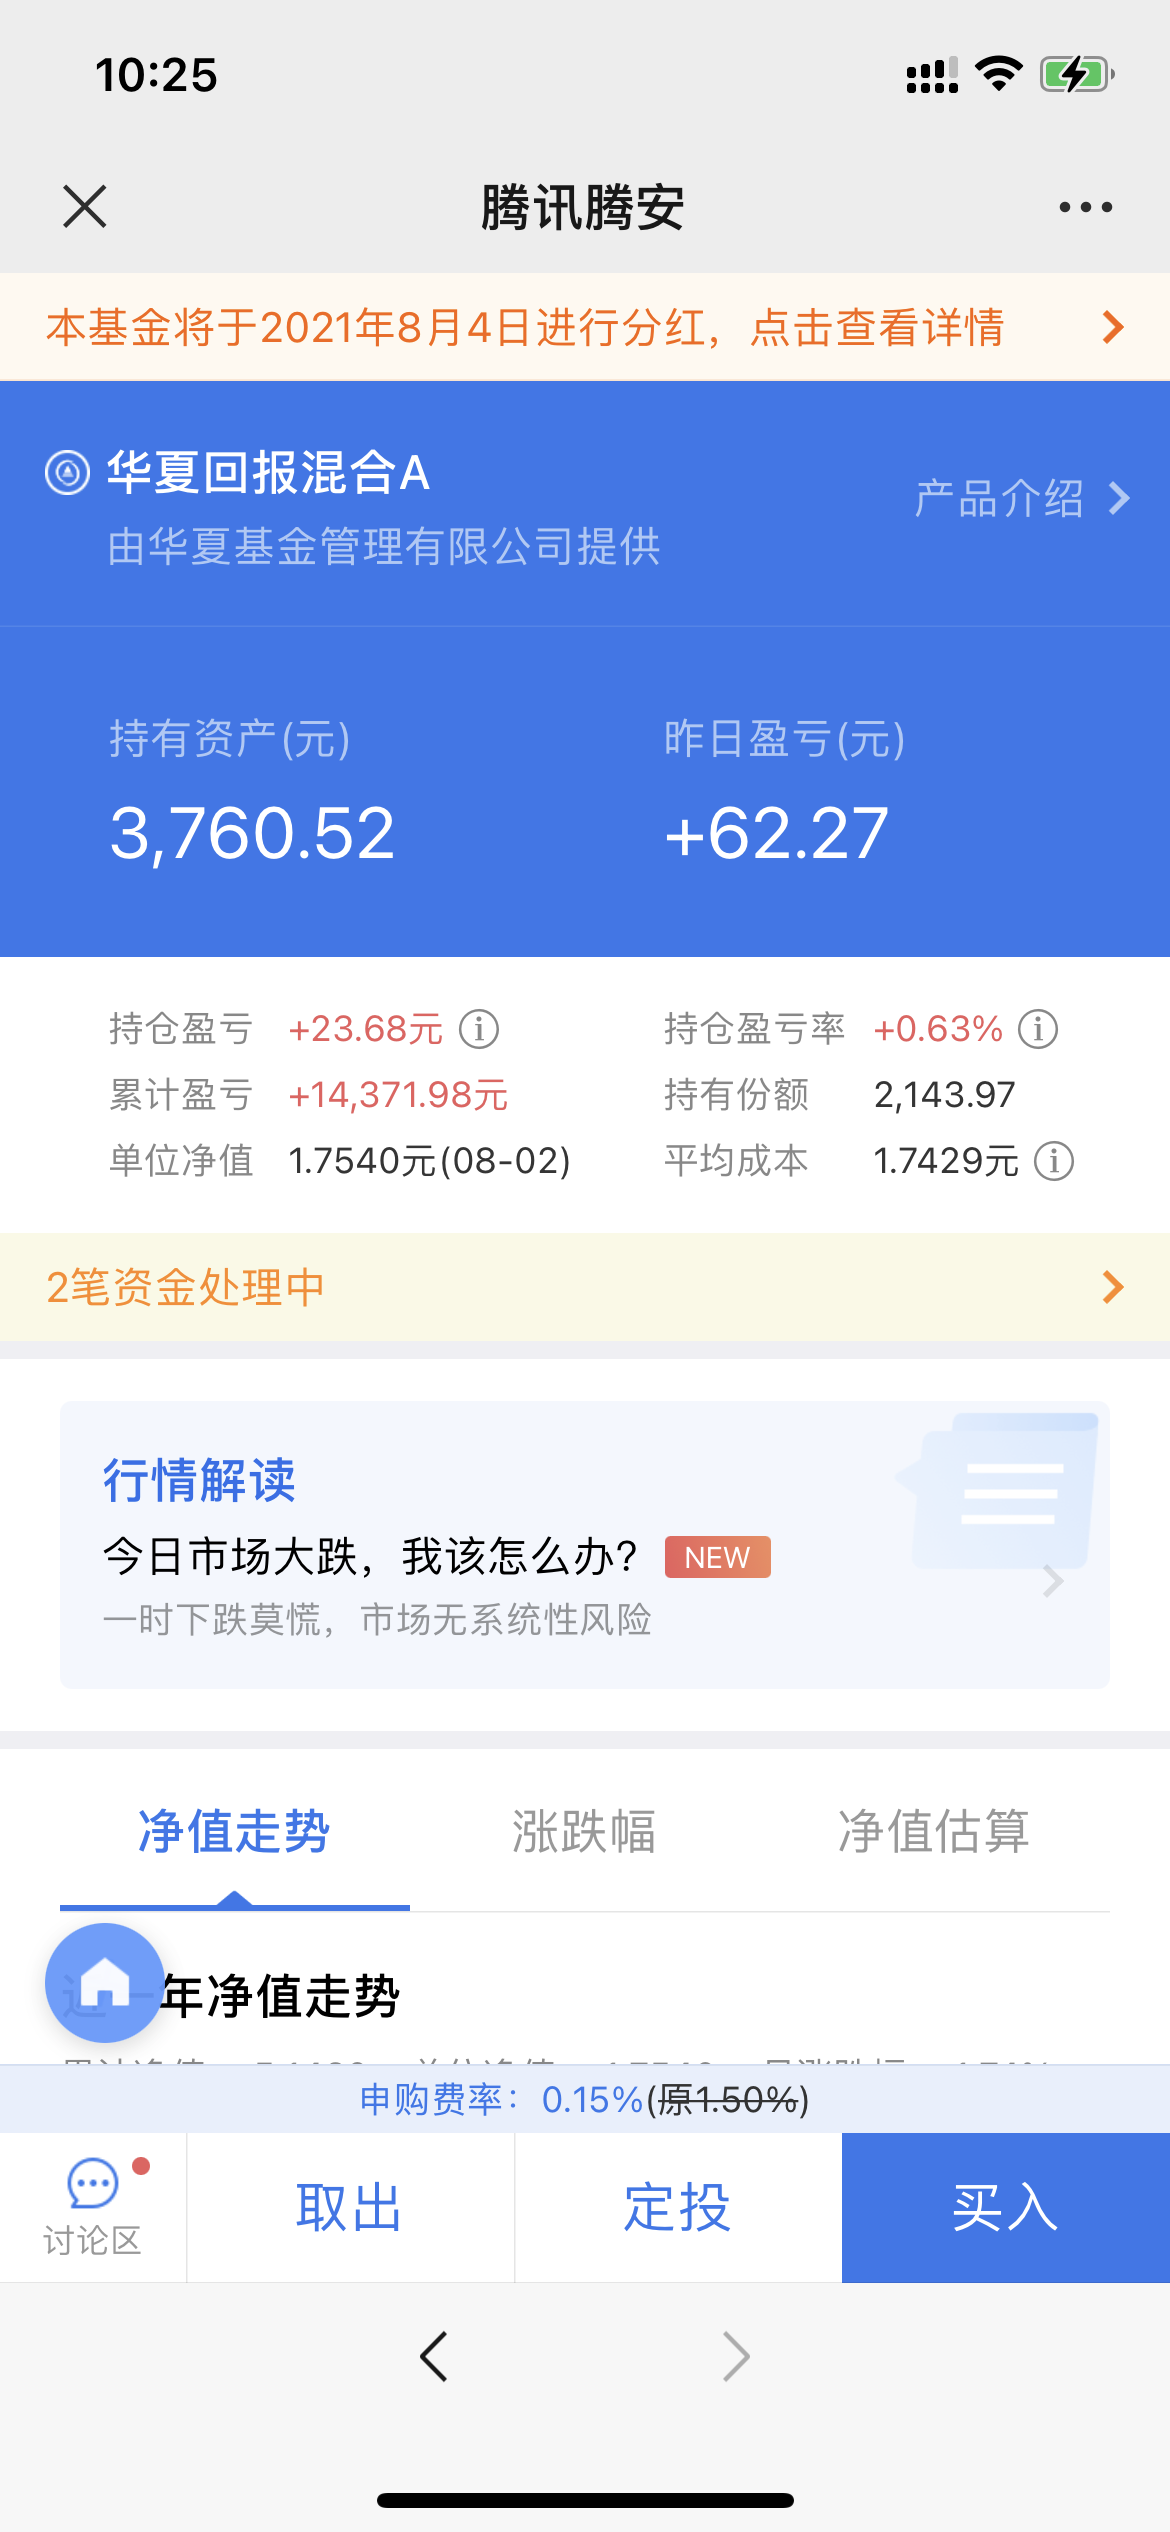 10:25
腾讯腾安
本基金将于2021年8月4日进行分红，点击查看详情
华夏回报混合A
由华夏基金管理有限公司提供
产品介绍
持有资产(元) 昨日盈亏(元)
3,760.52 +62.27
持仓盈亏 +23.68元 持仓盈亏率 +0.63%
累计盈亏 +14,371.98元 持有份额 2,143.97
单位净值 1.7540元(08-02) 平均成本 1.7429元
2笔资金处理中
行情解读
今日市场大跌，我该怎么办？ NEW
一时下跌莫慌，市场无系统性风险
净值走势 涨跌幅 净值估算
近一年净值走势
申购费率：0.15%(原1.50%)
讨论区 取出 定投 买入